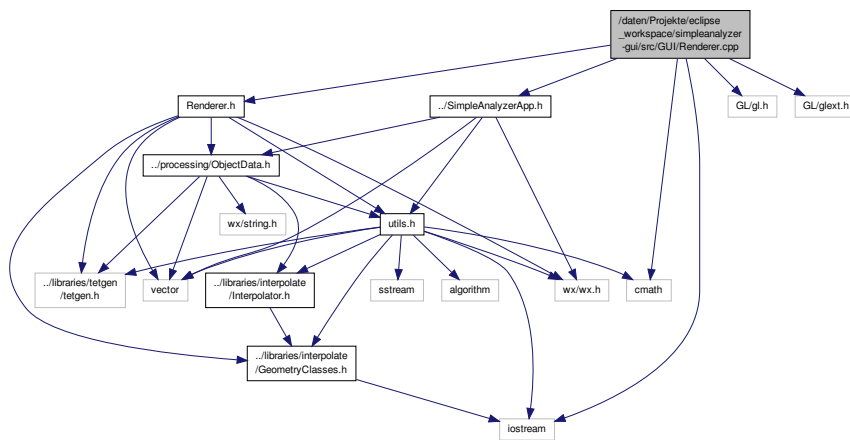 /daten/Projekte/eclipse
_workspace/simpleanalyzer
-gui/src/GUI/Renderer.cpp
Renderer.h
../SimpleAnalyzerApp.h
GL/gl.h
GL/glext.h
../processing/ObjectData.h
wx/string.h
utils.h
../libraries/tetgen
/tetgen.h
vector
../libraries/interpolate
/Interpolator.h
sstream
algorithm
wx/wx.h
cmath
../libraries/interpolate
/GeometryClasses.h
iostream